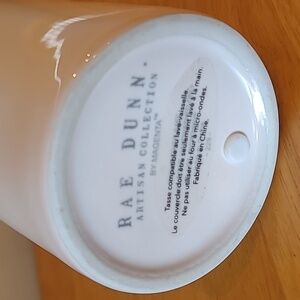 RAE DUNN
ARTISAN COLLECTION
BY MAGENTA™
Tasse compatible au lave-vaisselle.
Le couvercle doit être seulement lavé à la main.
Ne pas utiliser au four à micro-ondes.
Fabriqué en Chine.